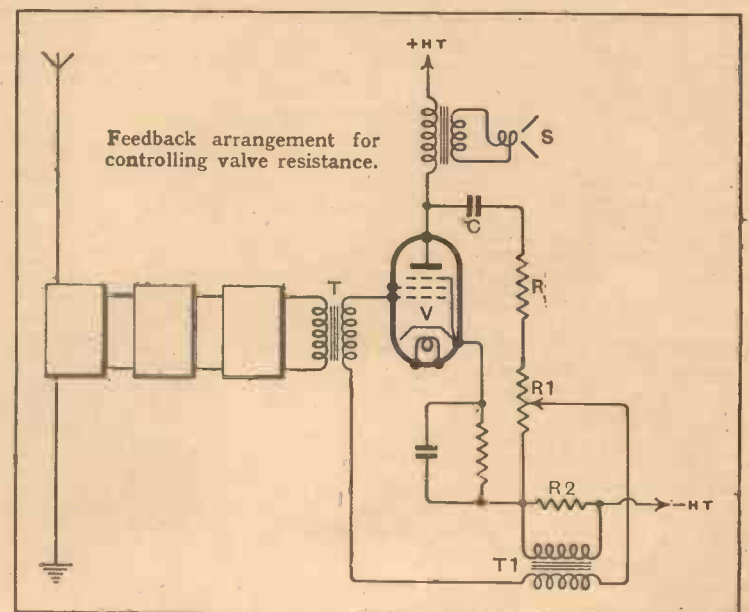 +HT
Feedback arrangement for
controlling valve resistance.
S
C
T
R
V
R1
R2
-HT
T1